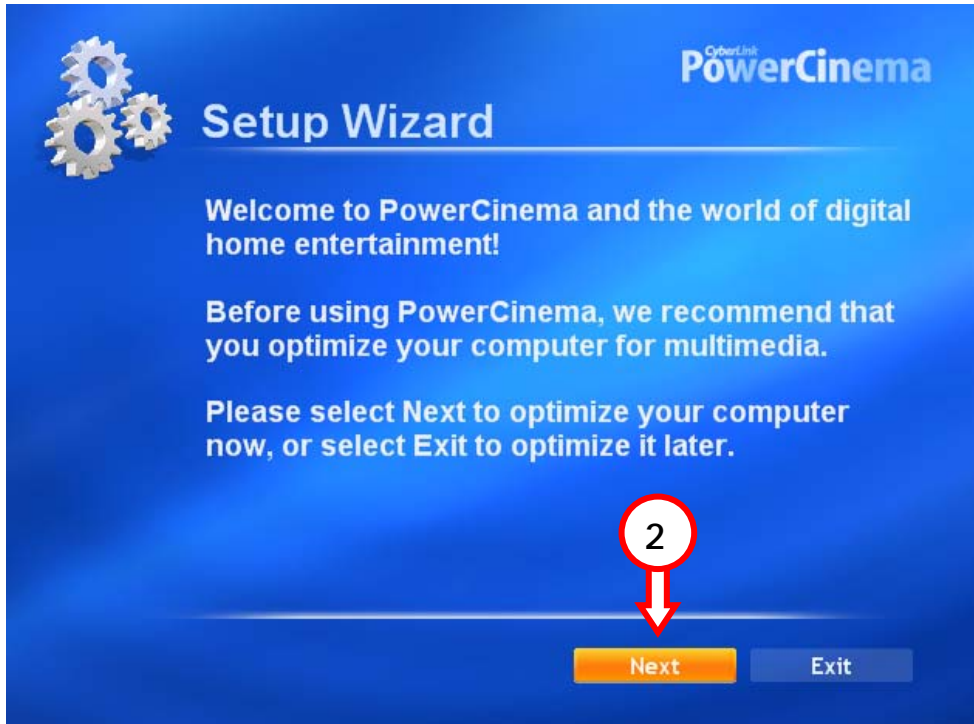 CyberLink
PowerCinema
Setup Wizard
Welcome to PowerCinema and the world of digital
home entertainment!
Before using PowerCinema, we recommend that
you optimize your computer for multimedia.
Please select Next to optimize your computer
now, or select Exit to optimize it later.
2
Next Exit